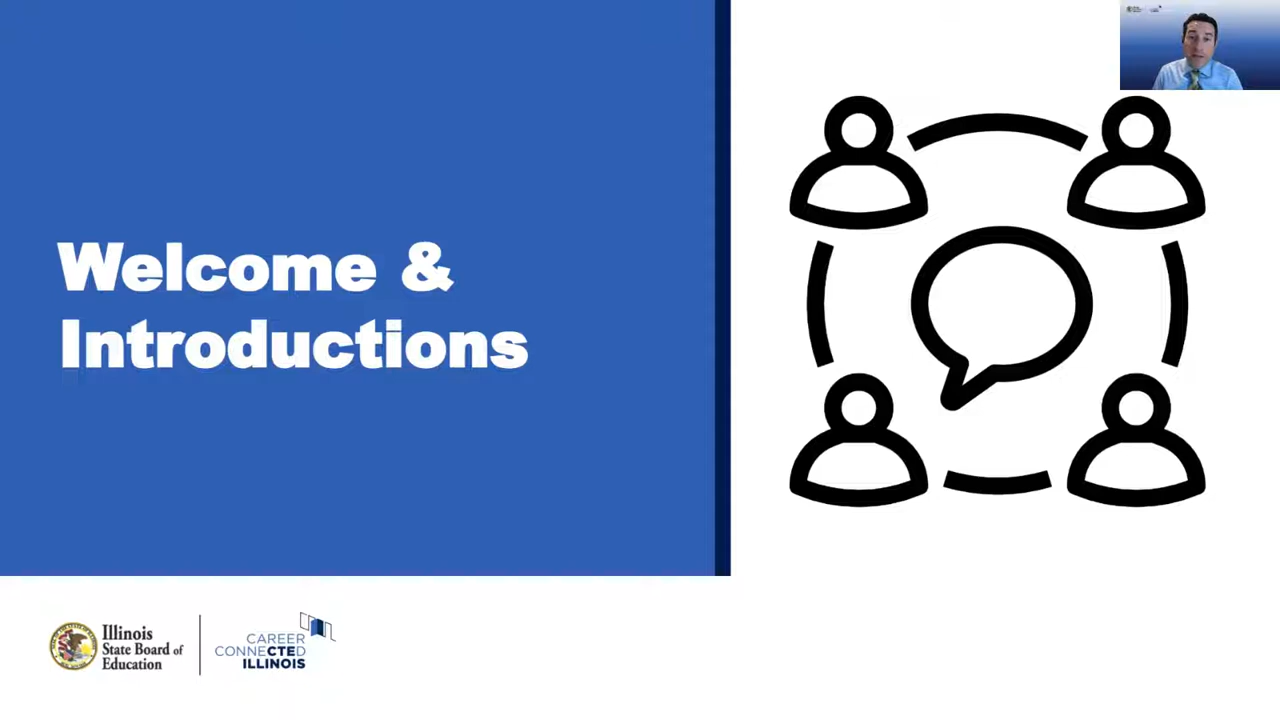 Welcome &
Introductions
Illinois
State Board of
Education
CAREER
CONNECTED
ILLINOIS